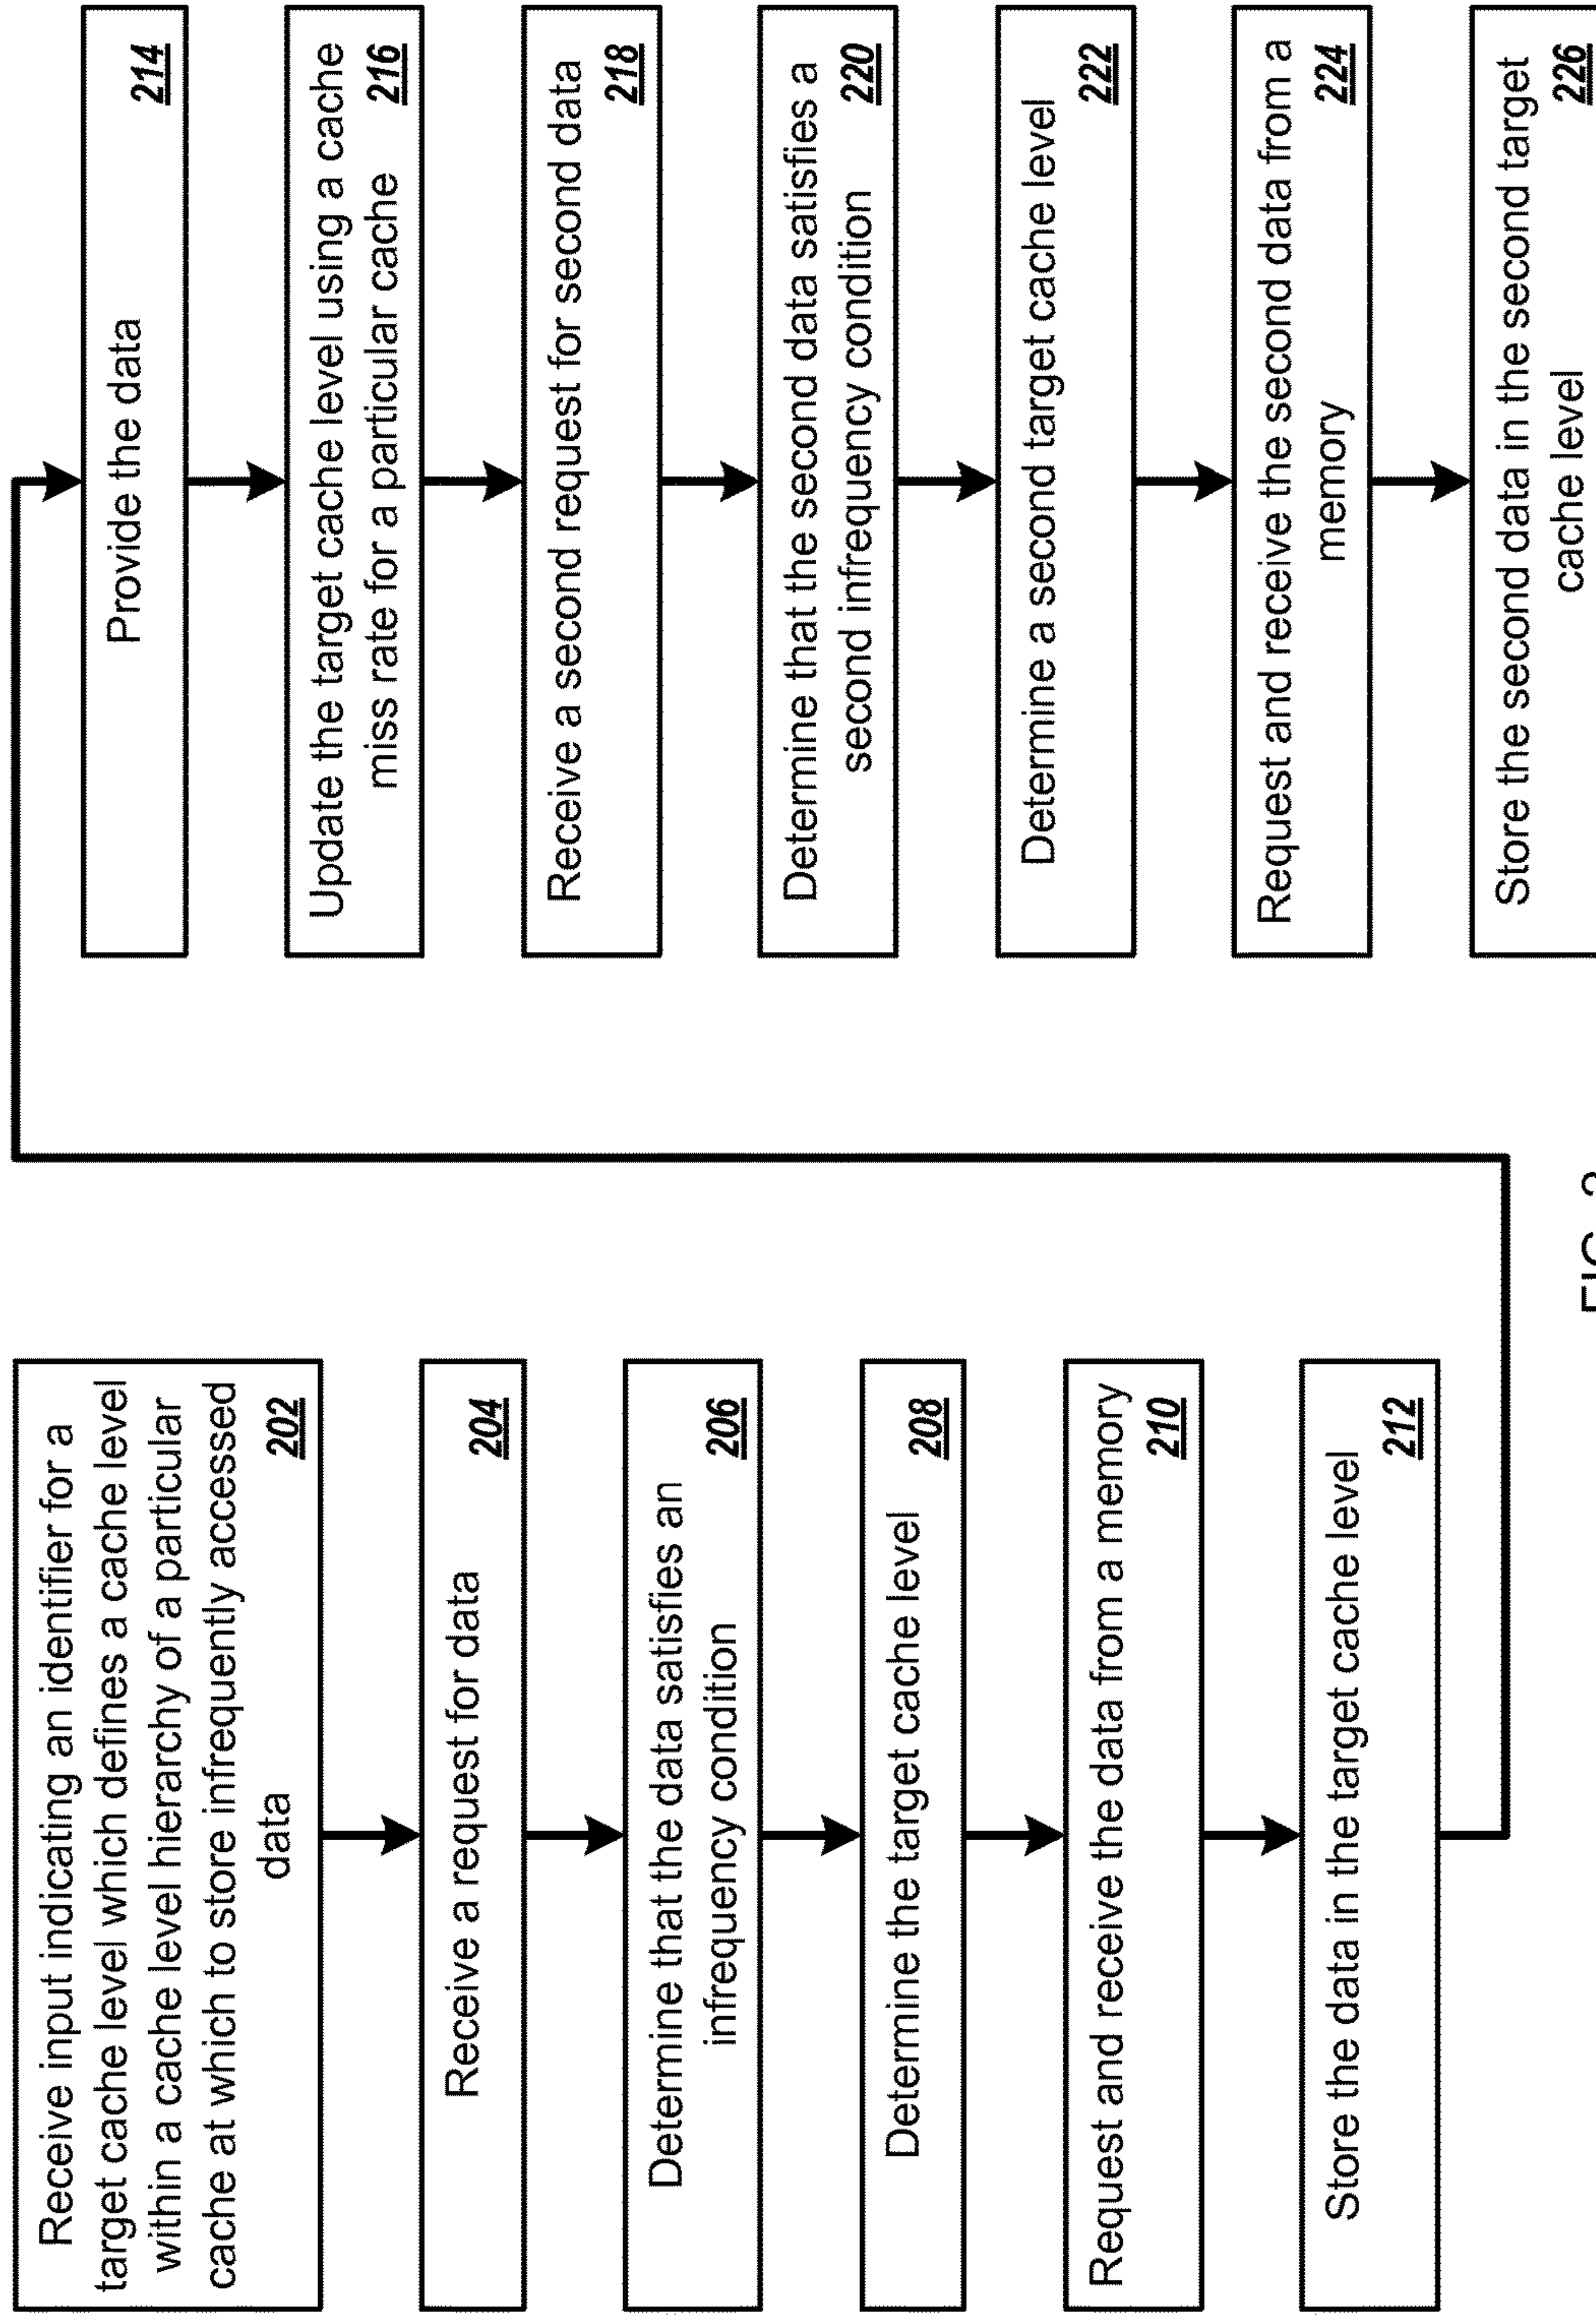 Receive input indicating an identifier for a
target cache level which defines a cache level
within a cache level hierarchy of a particular
cache at which to store infrequently accessed
data
202
Receive a request for data
204
Determine that the data satisfies an
infrequency condition
206
Determine the target cache level
208
Request and receive the data from a memory
210
Store the data in the target cache level
212
Provide the data
214
Update the target cache level using a cache
miss rate for a particular cache
216
Receive a second request for second data
218
Determine that the second data satisfies a
second infrequency condition
220
Determine a second target cache level
222
Request and receive the second data from a
memory
224
Store the second data in the second target
cache level
226